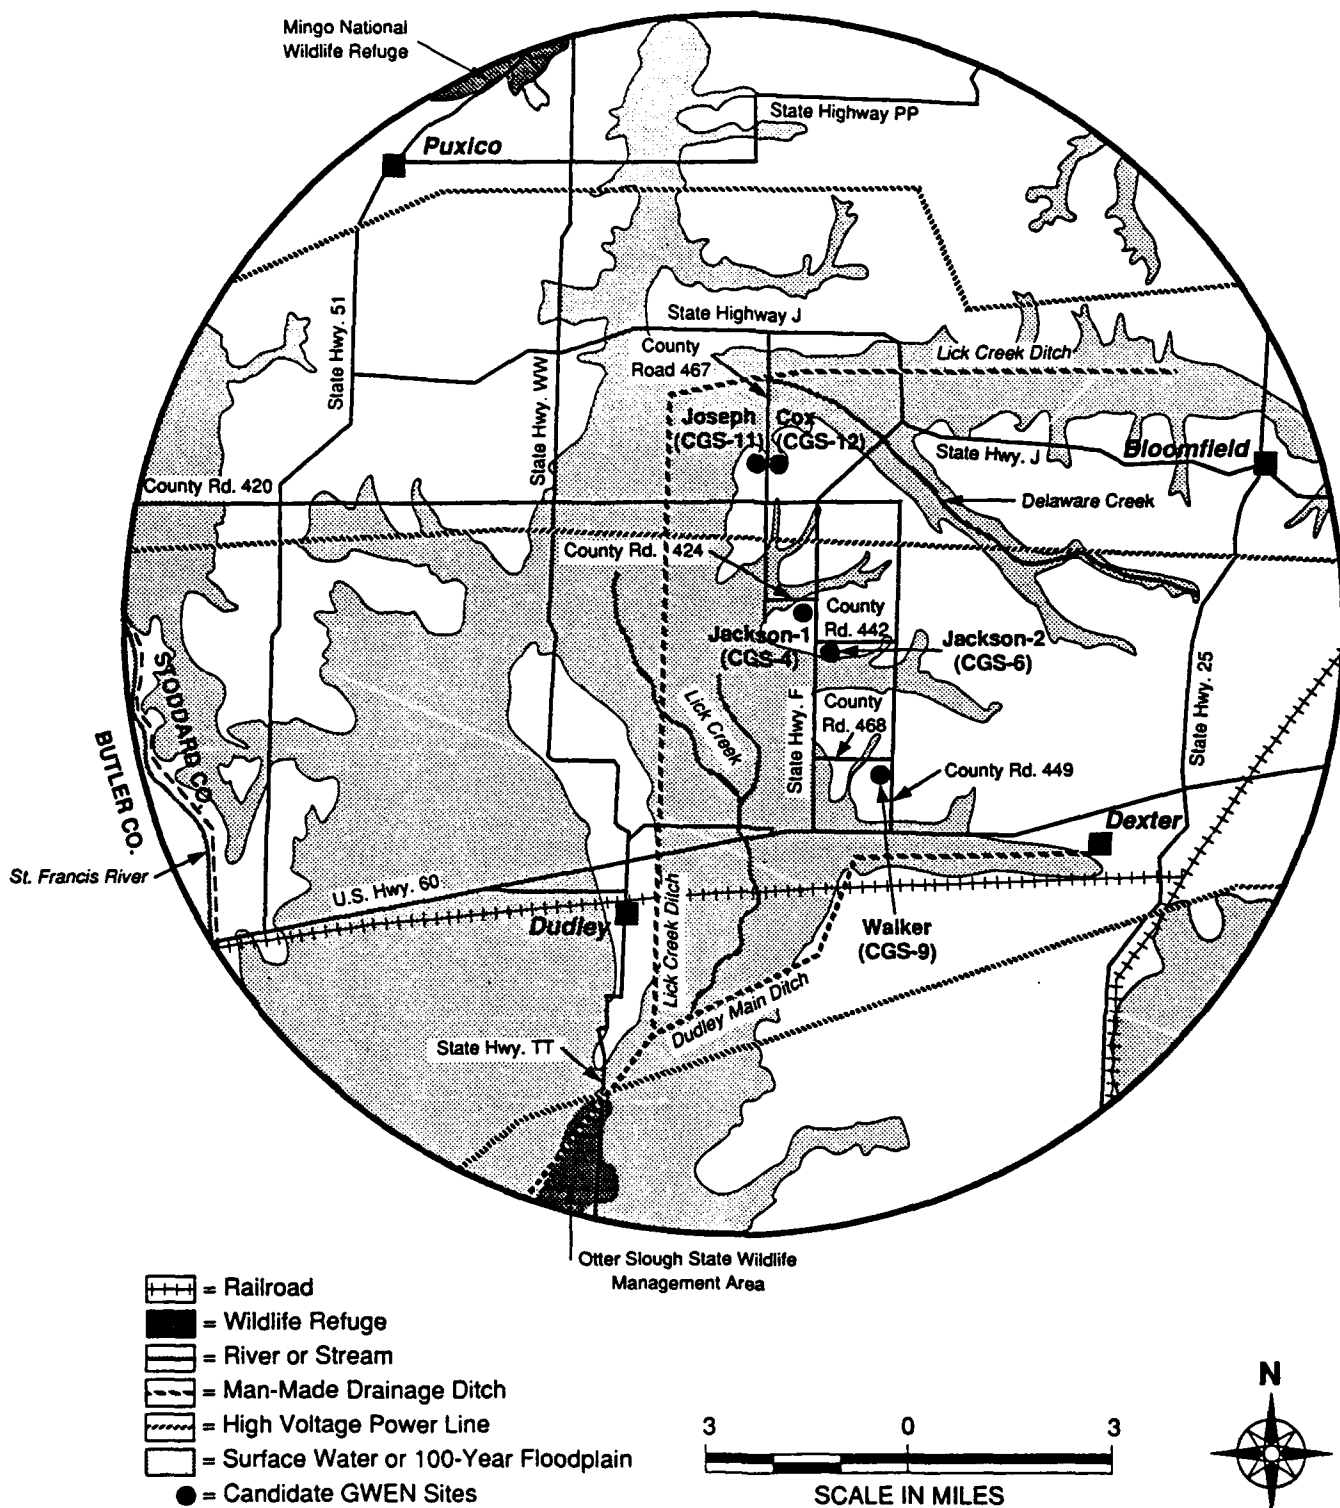 Mingo National
Wildlife Refuge
State Highway PP
Puxico
State Hwy. 51
State Highway J
County
Road 467
Lick Creek Ditch
State Hwy. WW
Joseph
(CGS-11)
Cox
(CGS-12)
State Hwy. J
Bloomfield
County Rd. 420
Delaware Creek
County Rd. 424
County
Rd. 442
Jackson-1
(CGS-4)
Jackson-2
(CGS-6)
STODDARD CO.
BUTLER CO.
Lick Creek
State Hwy. F
County
Rd. 468
State Hwy. 25
County Rd. 449
Dexter
St. Francis River
U.S. Hwy. 60
Dudley
Lick Creek Ditch
Walker
(CGS-9)
Dudley Main Ditch
State Hwy. TT
Otter Slough State Wildlife
Management Area
= Railroad
= Wildlife Refuge
= River or Stream
= Man-Made Drainage Ditch
= High Voltage Power Line
= Surface Water or 100-Year Floodplain
= Candidate GWEN Sites
3 0 3
SCALE IN MILES
N